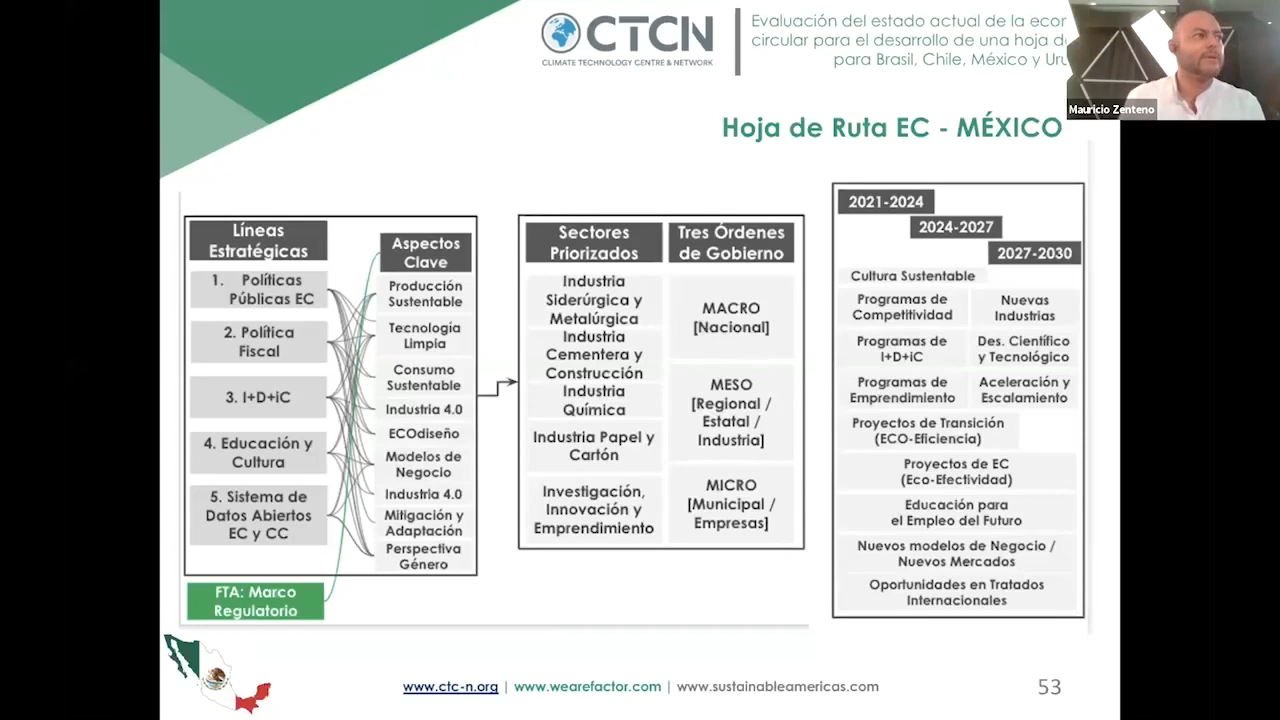 CTCN
CLIMATE TECHNOLOGY CENTRE & NETWORK
Evaluación del estado actual de la
circular para el desarrollo de una hoja
para Brasil, Chile, México y
Mauricio Zenteno
Hoja de Ruta EC - MÉXICO
Líneas
Estratégicas
1. Políticas
Públicas EC
2. Política
Fiscal
3. I+D+iC
4. Educación y
Cultura
5. Sistema de
Datos Abiertos
EC y CC
FTA: Marco
Regulatorio
Aspectos
Clave
Producción
Sustentable
Tecnología
Limpia
Consumo
Sustentable
Industria 4.0
ECOdiseño
Modelos de
Negocio
Industria 4.0
Mitigación y
Adaptación
Perspectiva
Género
Sectores
Priorizados
Industria
Siderúrgica y
Metalúrgica
Industria
Cementera y
Construcción
Industria
Química
Industria Papel y
Cartón
Investigación,
Innovación y
Emprendimiento
Tres Órdenes
de Gobierno
MACRO
[Nacional]
MESO
[Regional /
Estatal /
Industria]
MICRO
[Municipal /
Empresas]
2021-2024
2024-2027
2027-2030
Cultura Sustentable
Programas de
Competitividad
Nuevas
Industrias
Programas de
I+D+iC
Des. Científico
y Tecnológico
Programas de
Emprendimiento
Aceleración y
Escalamiento
Proyectos de Transición
(ECO-Eficiencia)
Proyectos de EC
(Eco-Efectividad)
Educación para
el Empleo del Futuro
Nuevos modelos de Negocio /
Nuevos Mercados
Oportunidades en Tratados
Internacionales
www.ctc-n.org | www.wearefactor.com | www.sustainableamericas.com
53